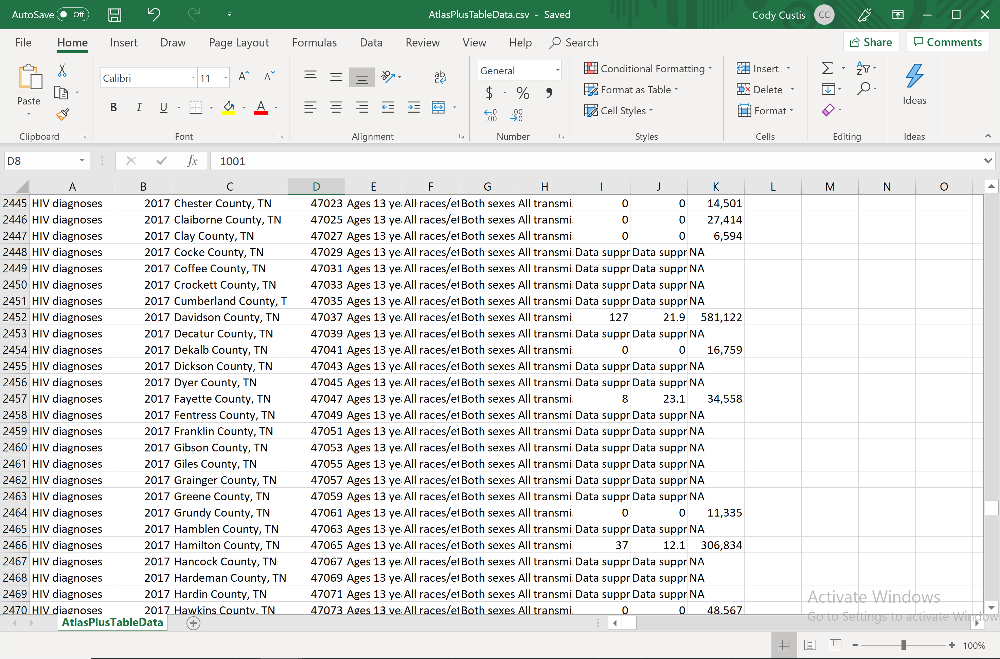 AutoSave Off AtlasPlusTableData.csv - Saved Cody Custis CC
File Home Insert Draw Page Layout Formulas Data Review View Help Search Share Comments
Paste Calibri 11 General Conditional Formatting Format as Table Cell Styles Insert Delete Format Ideas
Clipboard Font Alignment Number Styles Cells Editing Ideas
D8 fx 1001
A B C D E F G H I J K L M N O
2445 HIV diagnoses 2017 Chester County, TN 47023 Ages 13 ye All races/et Both sexes All transmis 0 0 14,501
2446 HIV diagnoses 2017 Claiborne County, TN 47025 Ages 13 ye All races/et Both sexes All transmis 0 0 27,414
2447 HIV diagnoses 2017 Clay County, TN 47027 Ages 13 ye All races/et Both sexes All transmis 0 0 6,594
2448 HIV diagnoses 2017 Cocke County, TN 47029 Ages 13 ye All races/et Both sexes All transmis Data suppr Data suppr NA
2449 HIV diagnoses 2017 Coffee County, TN 47031 Ages 13 ye All races/et Both sexes All transmis Data suppr Data suppr NA
2450 HIV diagnoses 2017 Crockett County, TN 47033 Ages 13 ye All races/et Both sexes All transmis Data suppr Data suppr NA
2451 HIV diagnoses 2017 Cumberland County, T 47035 Ages 13 ye All races/et Both sexes All transmis Data suppr Data suppr NA
2452 HIV diagnoses 2017 Davidson County, TN 47037 Ages 13 ye All races/et Both sexes All transmis 127 21.9 581,122
2453 HIV diagnoses 2017 Decatur County, TN 47039 Ages 13 ye All races/et Both sexes All transmis Data suppr Data suppr NA
2454 HIV diagnoses 2017 Dekalb County, TN 47041 Ages 13 ye All races/et Both sexes All transmis 0 0 16,759
2455 HIV diagnoses 2017 Dickson County, TN 47043 Ages 13 ye All races/et Both sexes All transmis Data suppr Data suppr NA
2456 HIV diagnoses 2017 Dyer County, TN 47045 Ages 13 ye All races/et Both sexes All transmis Data suppr Data suppr NA
2457 HIV diagnoses 2017 Fayette County, TN 47047 Ages 13 ye All races/et Both sexes All transmis 8 23.1 34,558
2458 HIV diagnoses 2017 Fentress County, TN 47049 Ages 13 ye All races/et Both sexes All transmis Data suppr Data suppr NA
2459 HIV diagnoses 2017 Franklin County, TN 47051 Ages 13 ye All races/et Both sexes All transmis Data suppr Data suppr NA
2460 HIV diagnoses 2017 Gibson County, TN 47053 Ages 13 ye All races/et Both sexes All transmis Data suppr Data suppr NA
2461 HIV diagnoses 2017 Giles County, TN 47055 Ages 13 ye All races/et Both sexes All transmis Data suppr Data suppr NA
2462 HIV diagnoses 2017 Grainger County, TN 47057 Ages 13 ye All races/et Both sexes All transmis Data suppr Data suppr NA
2463 HIV diagnoses 2017 Greene County, TN 47059 Ages 13 ye All races/et Both sexes All transmis Data suppr Data suppr NA
2464 HIV diagnoses 2017 Grundy County, TN 47061 Ages 13 ye All races/et Both sexes All transmis 0 0 11,335
2465 HIV diagnoses 2017 Hamblen County, TN 47063 Ages 13 ye All races/et Both sexes All transmis Data suppr Data suppr NA
2466 HIV diagnoses 2017 Hamilton County, TN 47065 Ages 13 ye All races/et Both sexes All transmis 37 12.1 306,834
2467 HIV diagnoses 2017 Hancock County, TN 47067 Ages 13 ye All races/et Both sexes All transmis Data suppr Data suppr NA
2468 HIV diagnoses 2017 Hardeman County, TN 47069 Ages 13 ye All races/et Both sexes All transmis Data suppr Data suppr NA
2469 HIV diagnoses 2017 Hardin County, TN 47071 Ages 13 ye All races/et Both sexes All transmis Data suppr Data suppr NA
2470 HIV diagnoses 2017 Hawkins County, TN 47073 Ages 13 ye All races/et Both sexes All transmis 0 0 48,567
Activate Windows
Go to Settings to activate Window
AtlasPlusTableData
100%